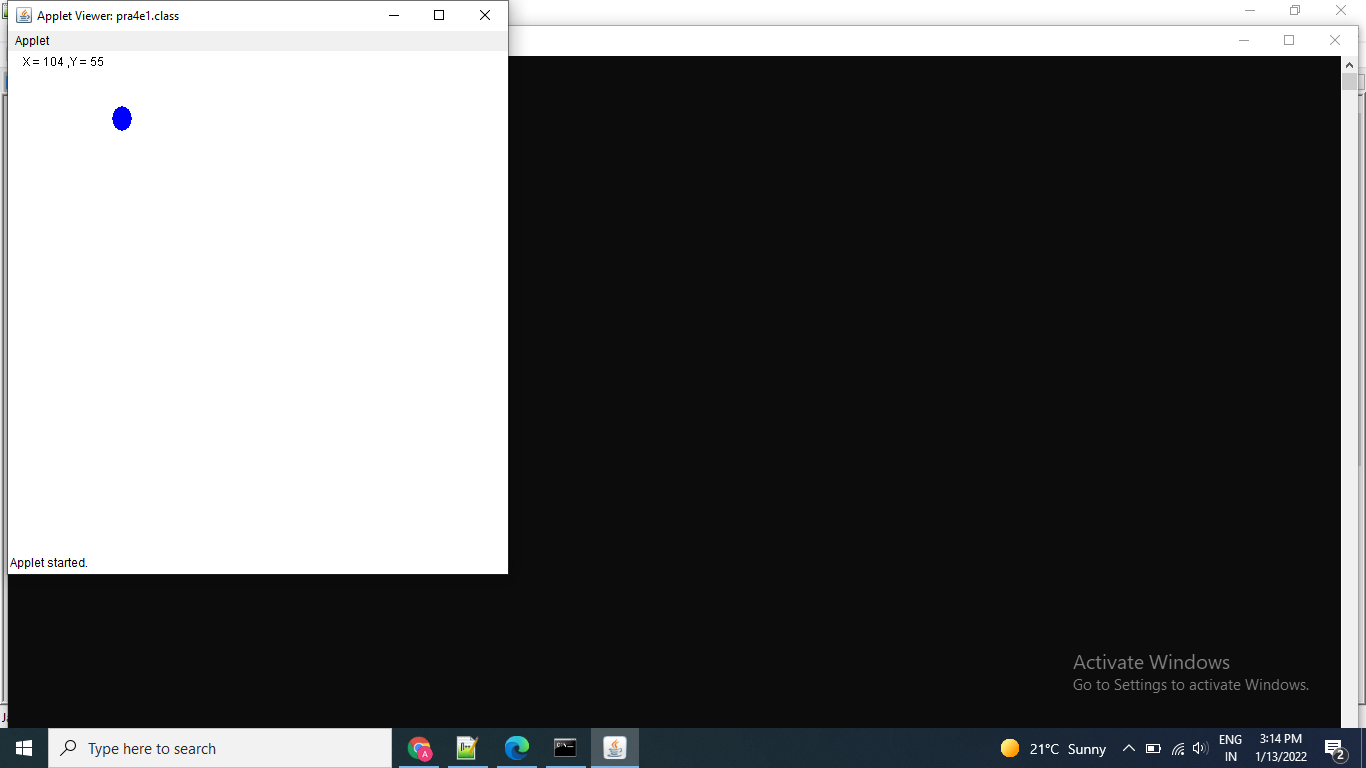 Applet Viewer: pra4e1.class
Applet
X = 104 ,Y = 55
Applet started.
Activate Windows
Go to Settings to activate Windows.
Type here to search
21°C Sunny
ENG
IN
3:14 PM
1/13/2022
2